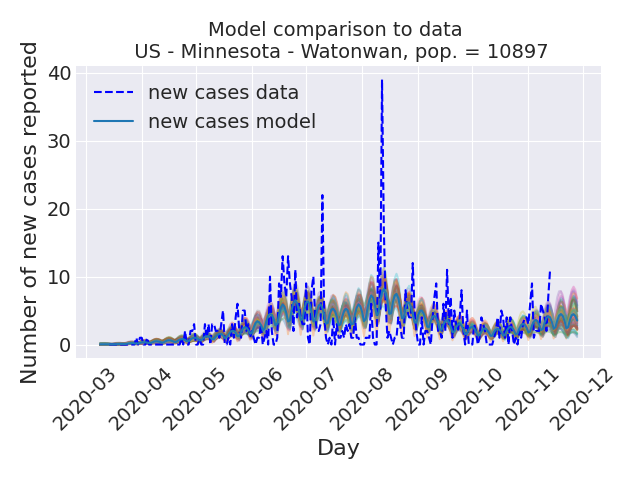 Model comparison to data
US - Minnesota - Watonwan, pop. = 10897
Number of new cases reported
40
30
20
10
0
new cases data
new cases model
2020-03
2020-04
2020-05
2020-06
2020-07
2020-08
2020-09
2020-10
2020-11
2020-12
Day